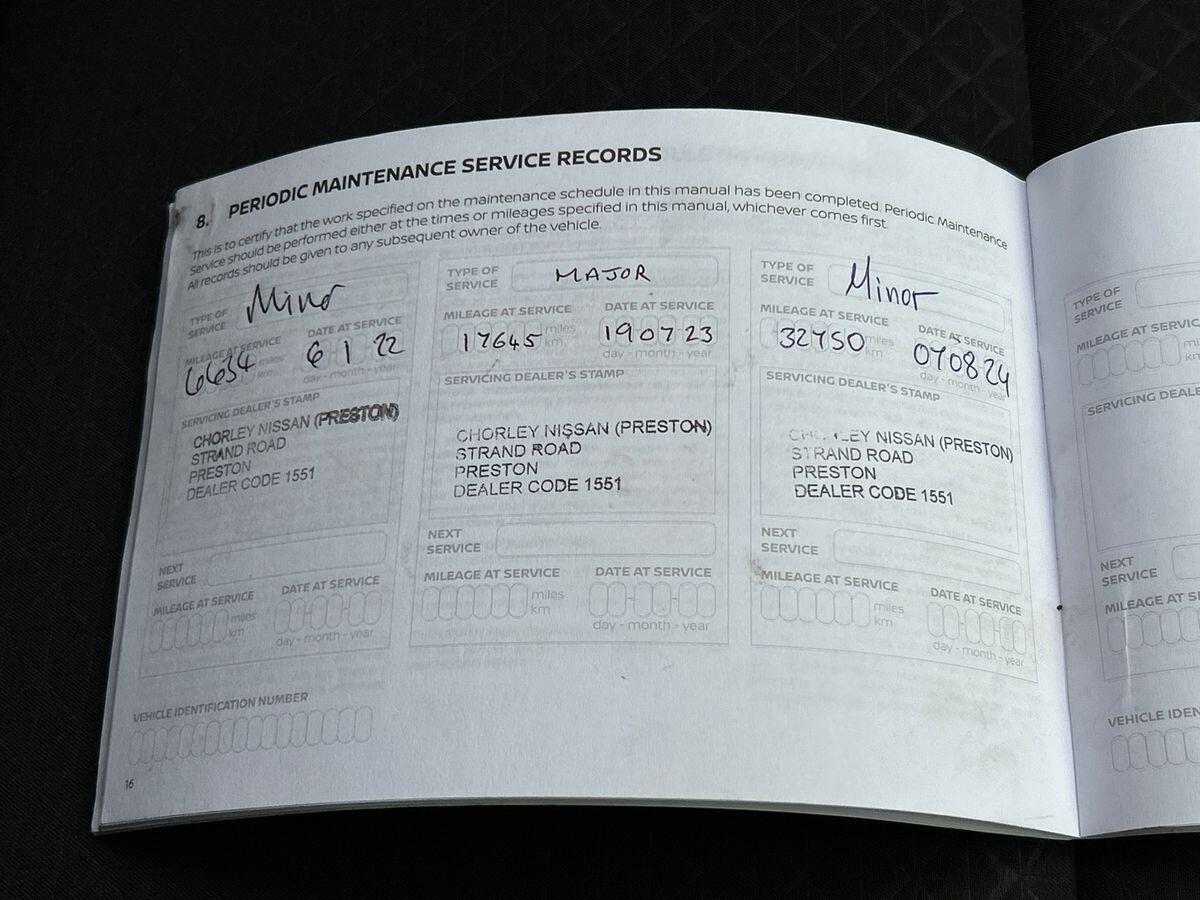 8. PERIODIC MAINTENANCE SERVICE RECORDS
This is to certify that the work specified on the maintenance schedule in this manual has been completed. Periodic Maintenance
Service should be performed either at the times or mileages specified in this manual, whichever comes first.
All records should be given to any subsequent owner of the vehicle.
TYPE OF SERVICE Minor
MILEAGE AT SERVICE DATE AT SERVICE
6634 miles km 6 1 22
day - month - year
SERVICING DEALER'S STAMP
CHORLEY NISSAN (PRESTON)
STRAND ROAD
PRESTON
DEALER CODE 1551
NEXT SERVICE
MILEAGE AT SERVICE DATE AT SERVICE
miles km
day - month - year
VEHICLE IDENTIFICATION NUMBER
16
TYPE OF SERVICE MAJOR
MILEAGE AT SERVICE DATE AT SERVICE
17645 miles km 190723
day - month - year
SERVICING DEALER'S STAMP
CHORLEY NISSAN (PRESTON)
STRAND ROAD
PRESTON
DEALER CODE 1551
NEXT SERVICE
MILEAGE AT SERVICE DATE AT SERVICE
miles km
day - month - year
TYPE OF SERVICE Minor
MILEAGE AT SERVICE DATE AT SERVICE
miles km 070824
day - month - year
SERVICING DEALER'S STAMP
CHORLEY NISSAN (PRESTON)
STRAND ROAD
PRESTON
DEALER CODE 1551
NEXT SERVICE
MILEAGE AT SERVICE DATE AT SERVICE
miles km
day - month - year
TYPE OF SERVICE
MILEAGE AT
SERVICING
NEXT SERVICE
MILEAGE AT
VEHICLE